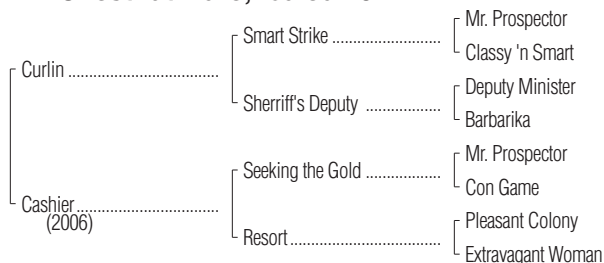 Mr. Prospector
Smart Strike
Classy 'n Smart
Curlin
Deputy Minister
Sherriff's Deputy
Barbarika
Mr. Prospector
Seeking the Gold
Con Game
Cashier
(2006)
Pleasant Colony
Resort
Extravagant Woman